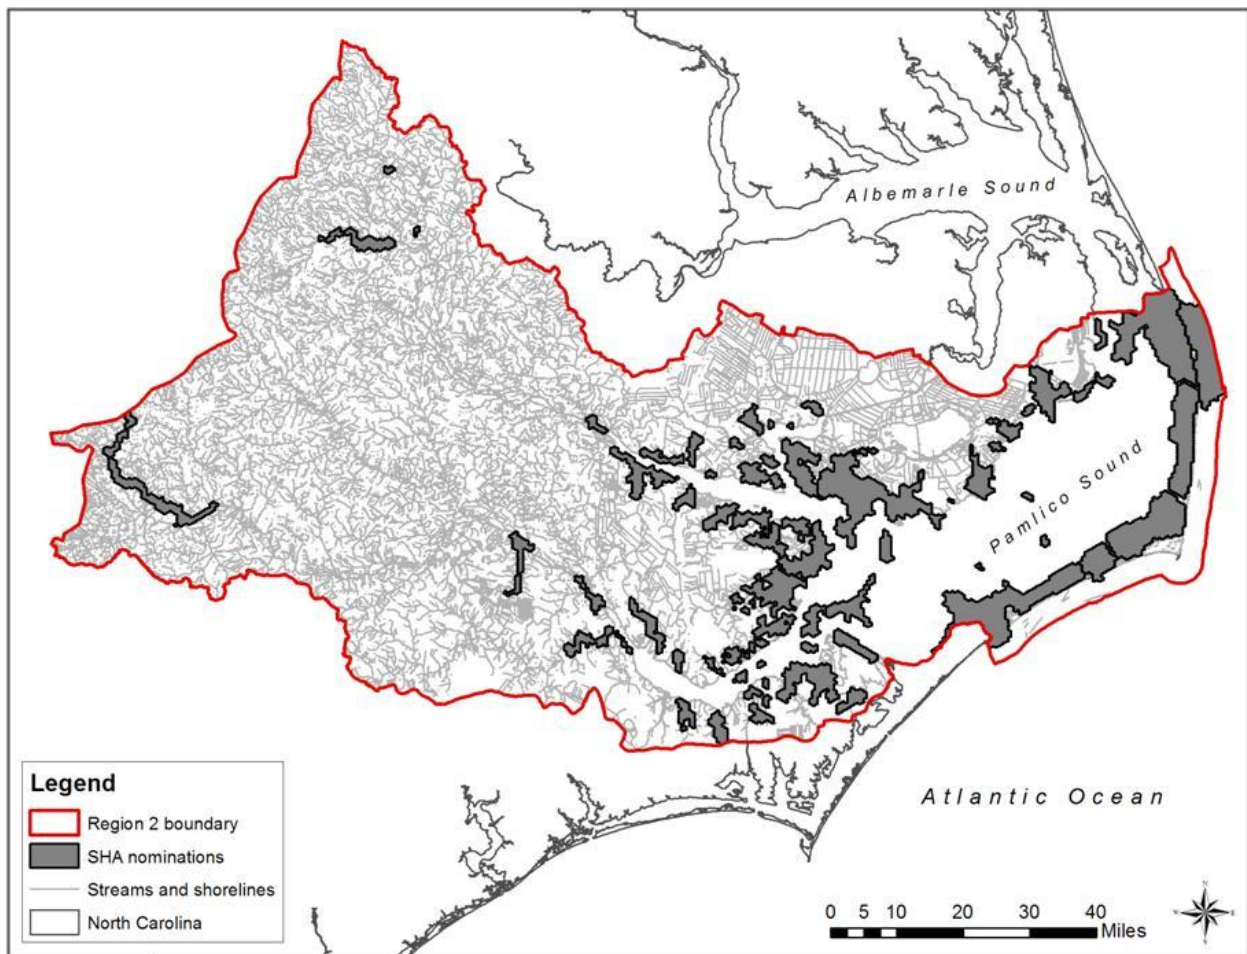 Albemarle Sound
Pamlico Sound
Atlantic Ocean
Legend
Region 2 boundary
SHA nominations
Streams and shorelines
North Carolina
0 5 10 20 30 40
Miles